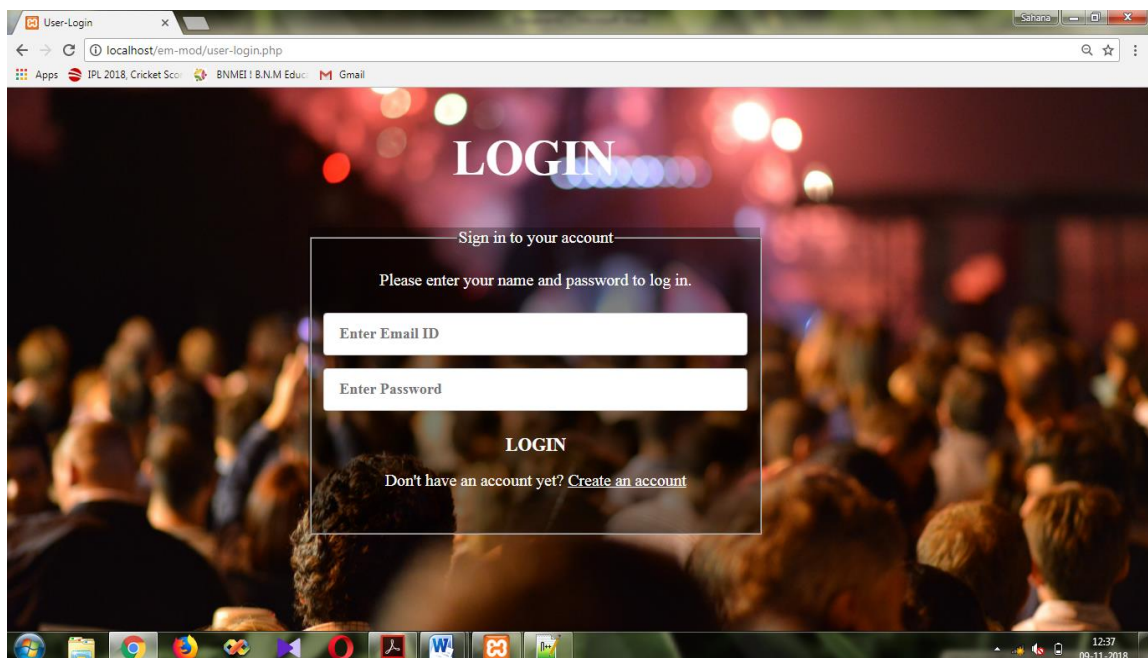 User-Login
Sahana
localhost/em-mod/user-login.php
Apps IPL 2018, Cricket Sco BNMEI ! B.N.M Educ Gmail
LOGIN
Sign in to your account
Please enter your name and password to log in.
Enter Email ID
Enter Password
LOGIN
Don't have an account yet? Create an account
12:37
09-11-2018